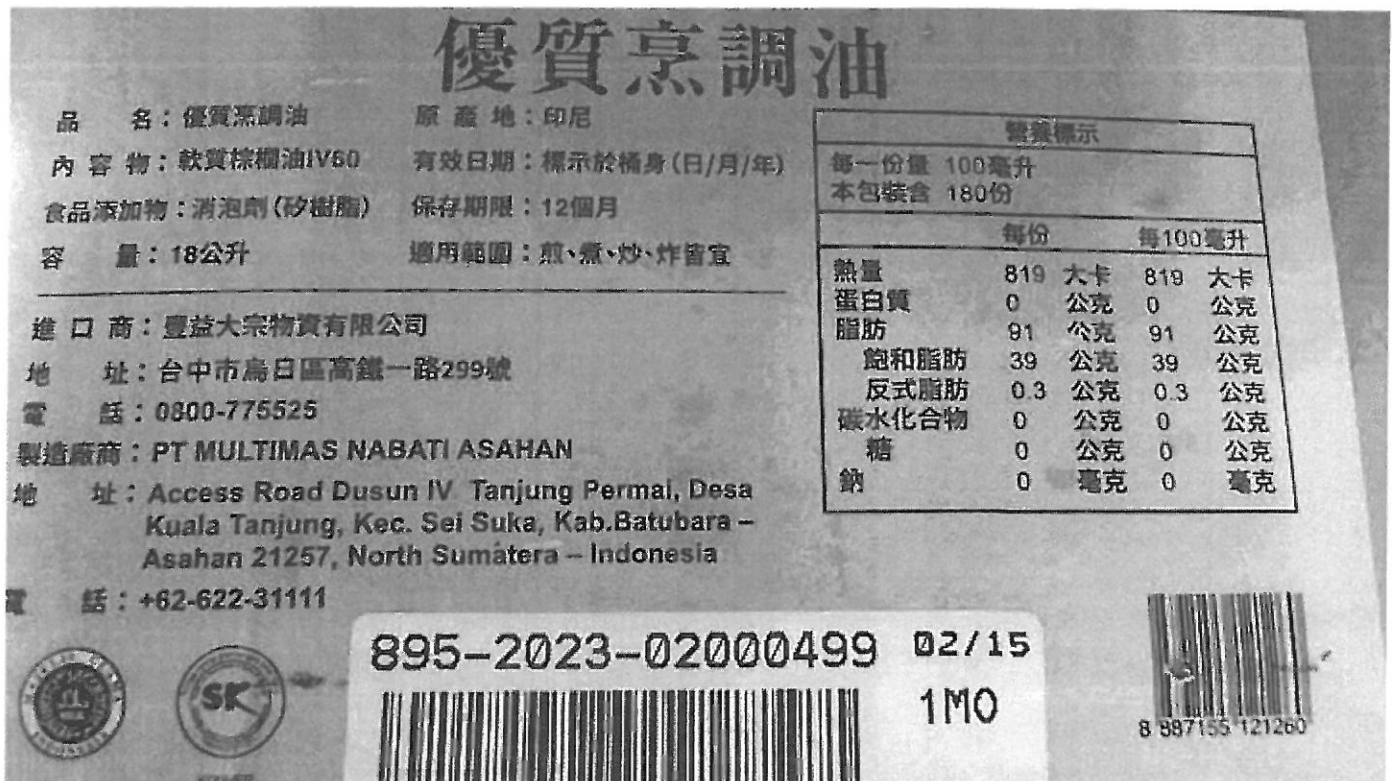 優質烹調油
品 名：優質烹調油
內 容 物：軟質棕櫚油IV60
食品添加物：消泡劑(矽樹脂)
容 量：18公升
原 產 地：印尼
有效日期：標示於桶身(日/月/年)
保存期限：12個月
適用範圍：煎、煮、炒、炸皆宜
進 口 商：豐益大宗物資有限公司
地 址：台中市烏日區高鐵一路299號
電 話：0800-775525
製造廠商：PT MULTIMAS NABATI ASAHAN
地 址：Access Road Dusun IV Tanjung Permai, Desa
Kuala Tanjung, Kec. Sei Suka, Kab.Batubara –
Asahan 21257, North Sumatera – Indonesia
電 話：+62-622-31111
營養標示
每一份量 100毫升
本包裝含 180份
每份 每100毫升
熱量 819 大卡 819 大卡
蛋白質 0 公克 0 公克
脂肪 91 公克 91 公克
飽和脂肪 39 公克 39 公克
反式脂肪 0.3 公克 0.3 公克
碳水化合物 0 公克 0 公克
糖 0 公克 0 公克
鈉 0 毫克 0 毫克
SK
895-2023-02000499 02/15
1MO
8 887155 121260